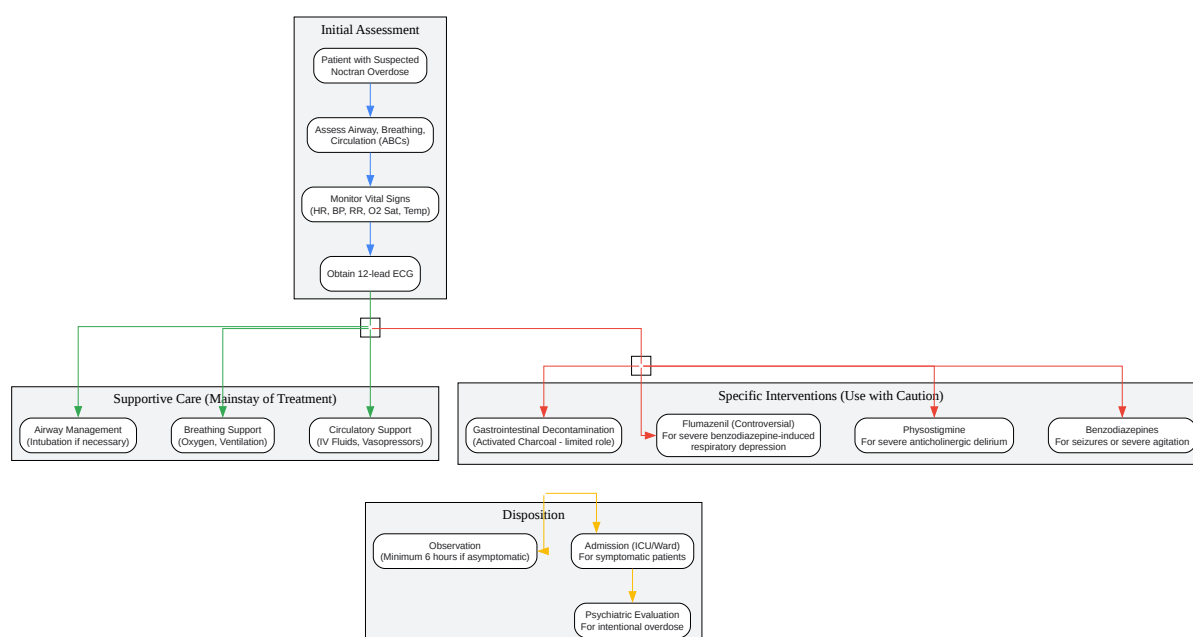 Initial Assessment
Patient with Suspected
Noctran Overdose
Assess Airway, Breathing,
Circulation (ABCs)
Monitor Vital Signs
(HR, BP, RR, O2 Sat, Temp)
Obtain 12-lead ECG
Supportive Care (Mainstay of Treatment)
Airway Management
(Intubation if necessary)
Breathing Support
(Oxygen, Ventilation)
Circulatory Support
(IV Fluids, Vasopressors)
Specific Interventions (Use with Caution)
Gastrointestinal Decontamination
(Activated Charcoal - limited role)
Flumazenil (Controversial)
For severe benzodiazepine-induced
respiratory depression
Physostigmine
For severe anticholinergic delirium
Benzodiazepines
For seizures or severe agitation
Disposition
Observation
(Minimum 6 hours if asymptomatic)
Admission (ICU/Ward)
For symptomatic patients
Psychiatric Evaluation
For intentional overdose